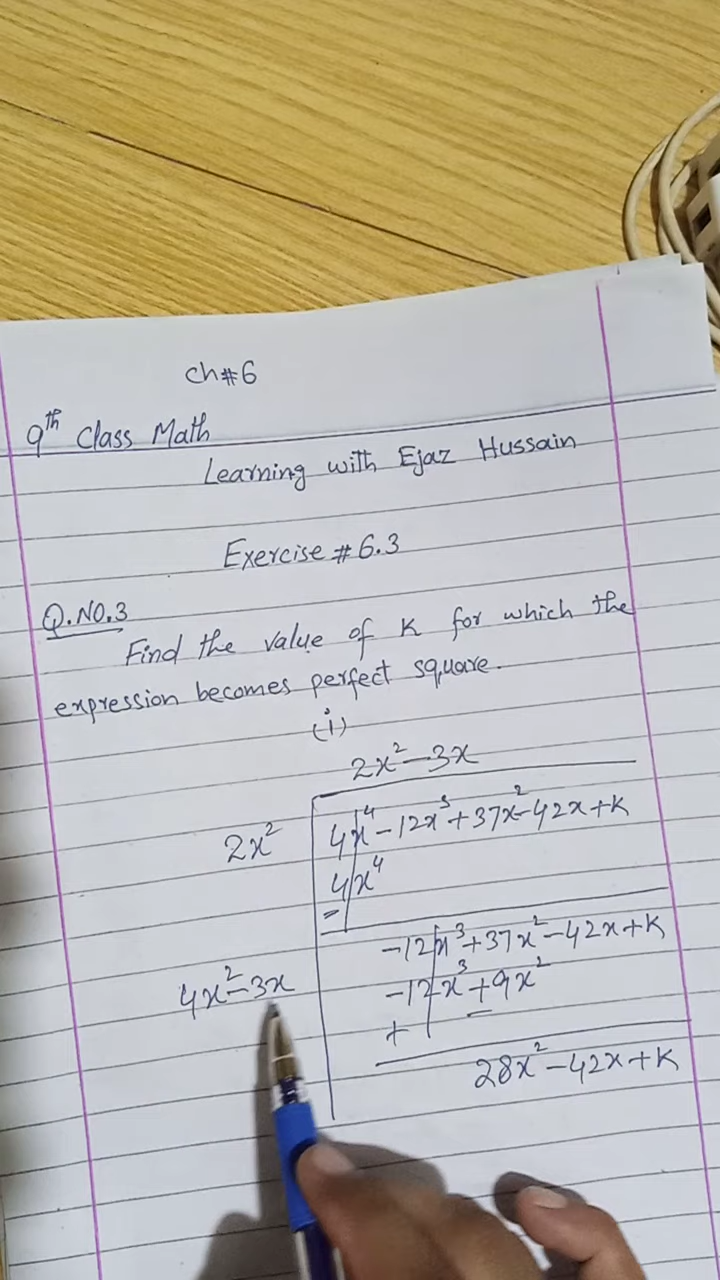 Ch#6
9th Class Math
Learning with Ejaz Hussain
Exercise # 6.3
Q.NO.3
Find the value of K for which the
expression becomes perfect square.
(i)
2x² - 3x
2x² 4x⁴ - 12x³ + 37x² - 42x + K
4x⁴
-
-12x³ + 37x² - 42x + K
4x² - 3x -12x³ + 9x²
+ -
28x² - 42x + K